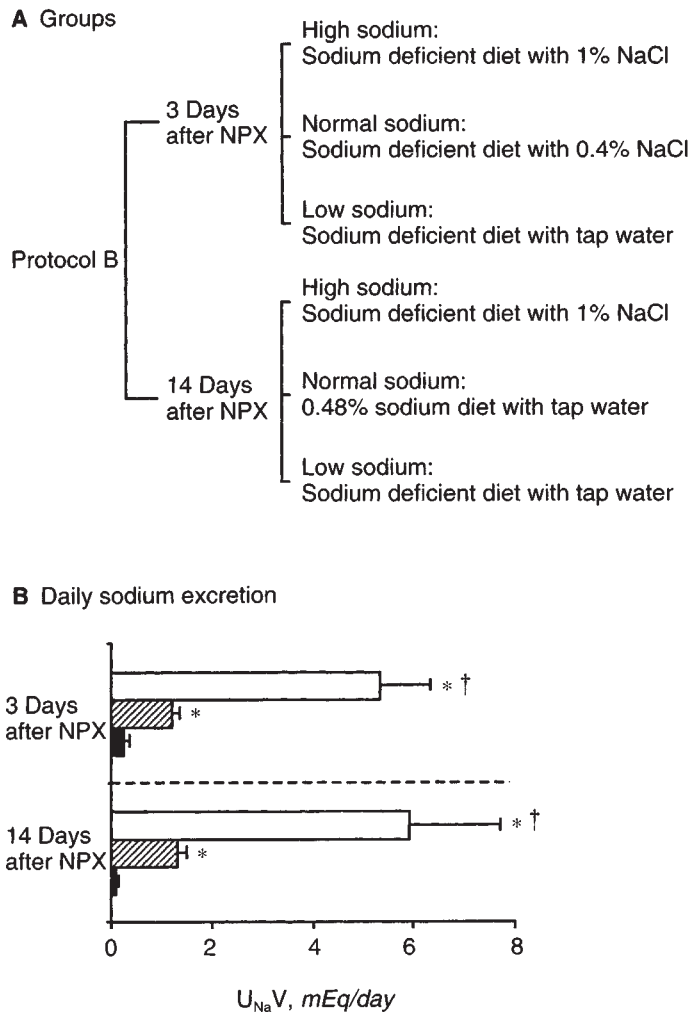 A Groups
High sodium:
Sodium deficient diet with 1% NaCl
3 Days
after NPX
Normal sodium:
Sodium deficient diet with 0.4% NaCl
Low sodium:
Sodium deficient diet with tap water
Protocol B
High sodium:
Sodium deficient diet with 1% NaCl
14 Days
after NPX
Normal sodium:
0.48% sodium diet with tap water
Low sodium:
Sodium deficient diet with tap water
B Daily sodium excretion
* †
3 Days
after NPX
*
* †
14 Days
after NPX
*
0 2 4 6 8
UNaV, mEq/day